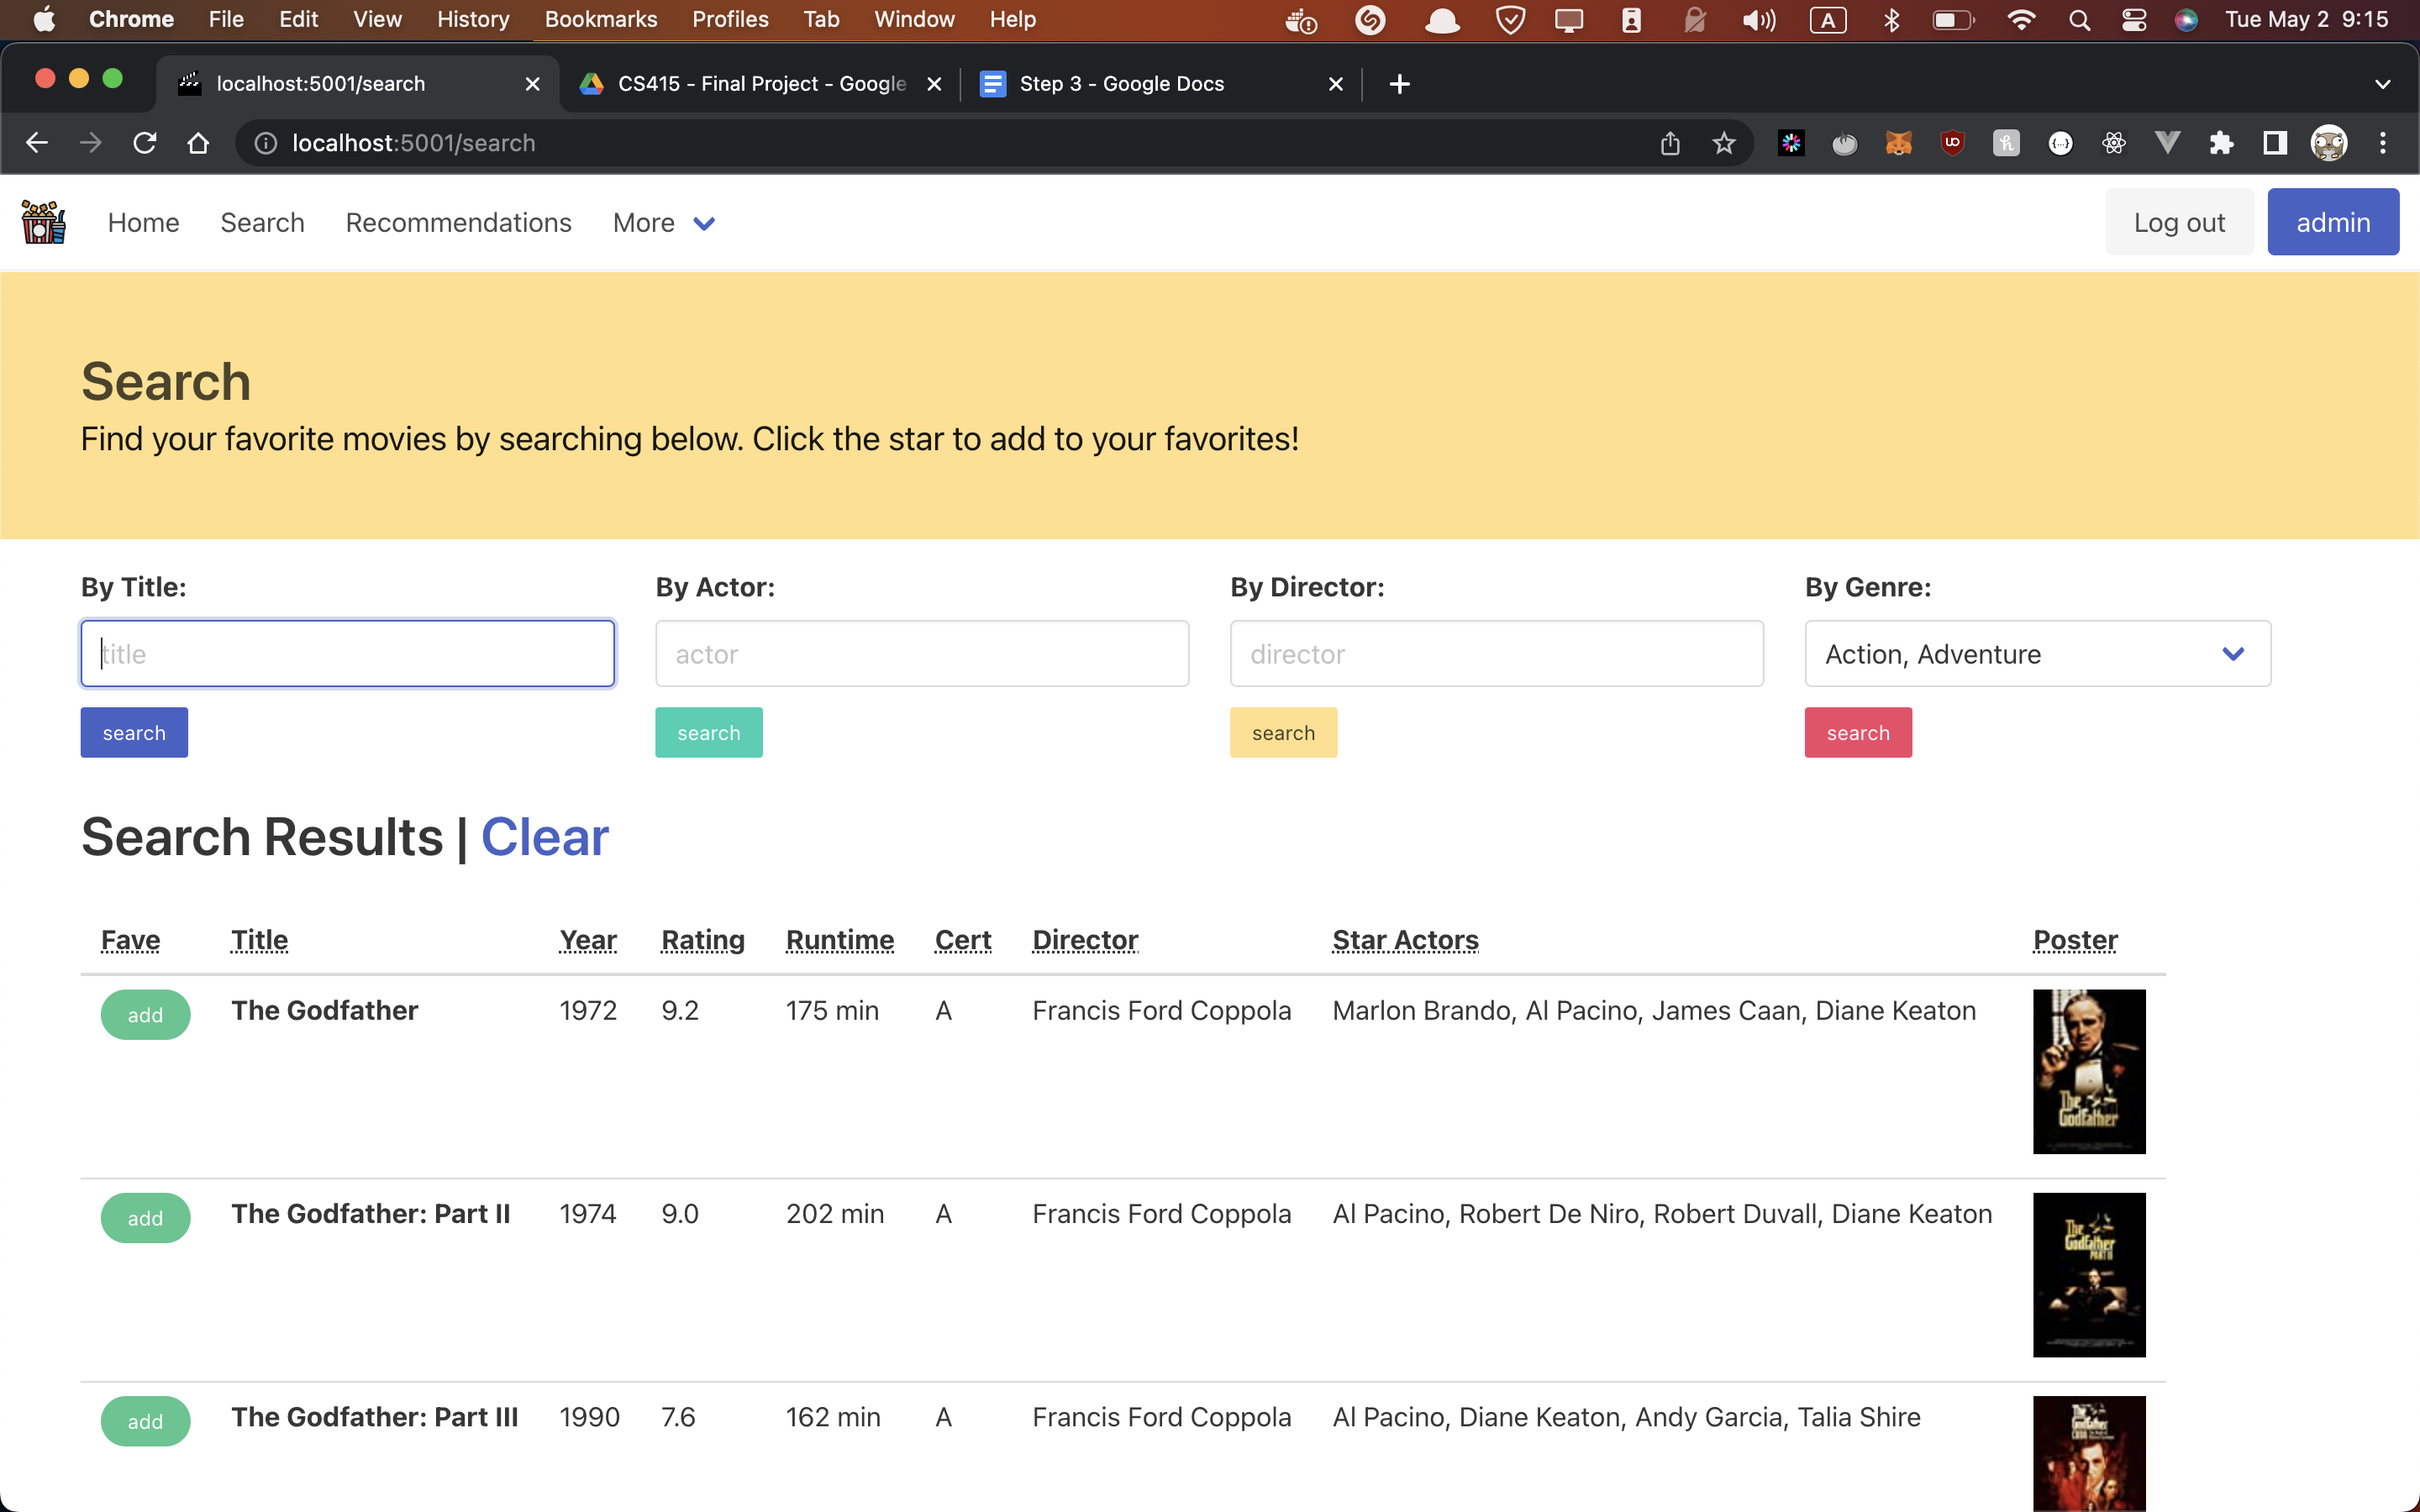 Chrome File Edit View History Bookmarks Profiles Tab Window Help A Tue May 2 9:15
localhost:5001/search CS415 - Final Project - Google Step 3 - Google Docs
localhost:5001/search
Home Search Recommendations More Log out admin
Search
Find your favorite movies by searching below. Click the star to add to your favorites!
By Title: By Actor: By Director: By Genre:
title actor director Action, Adventure
search search search search
Search Results | Clear
Fave Title Year Rating Runtime Cert Director Star Actors Poster
add The Godfather 1972 9.2 175 min A Francis Ford Coppola Marlon Brando, Al Pacino, James Caan, Diane Keaton
The Godfather
add The Godfather: Part II 1974 9.0 202 min A Francis Ford Coppola Al Pacino, Robert De Niro, Robert Duvall, Diane Keaton
The Godfather PART II
add The Godfather: Part III 1990 7.6 162 min A Francis Ford Coppola Al Pacino, Diane Keaton, Andy Garcia, Talia Shire
The Godfather